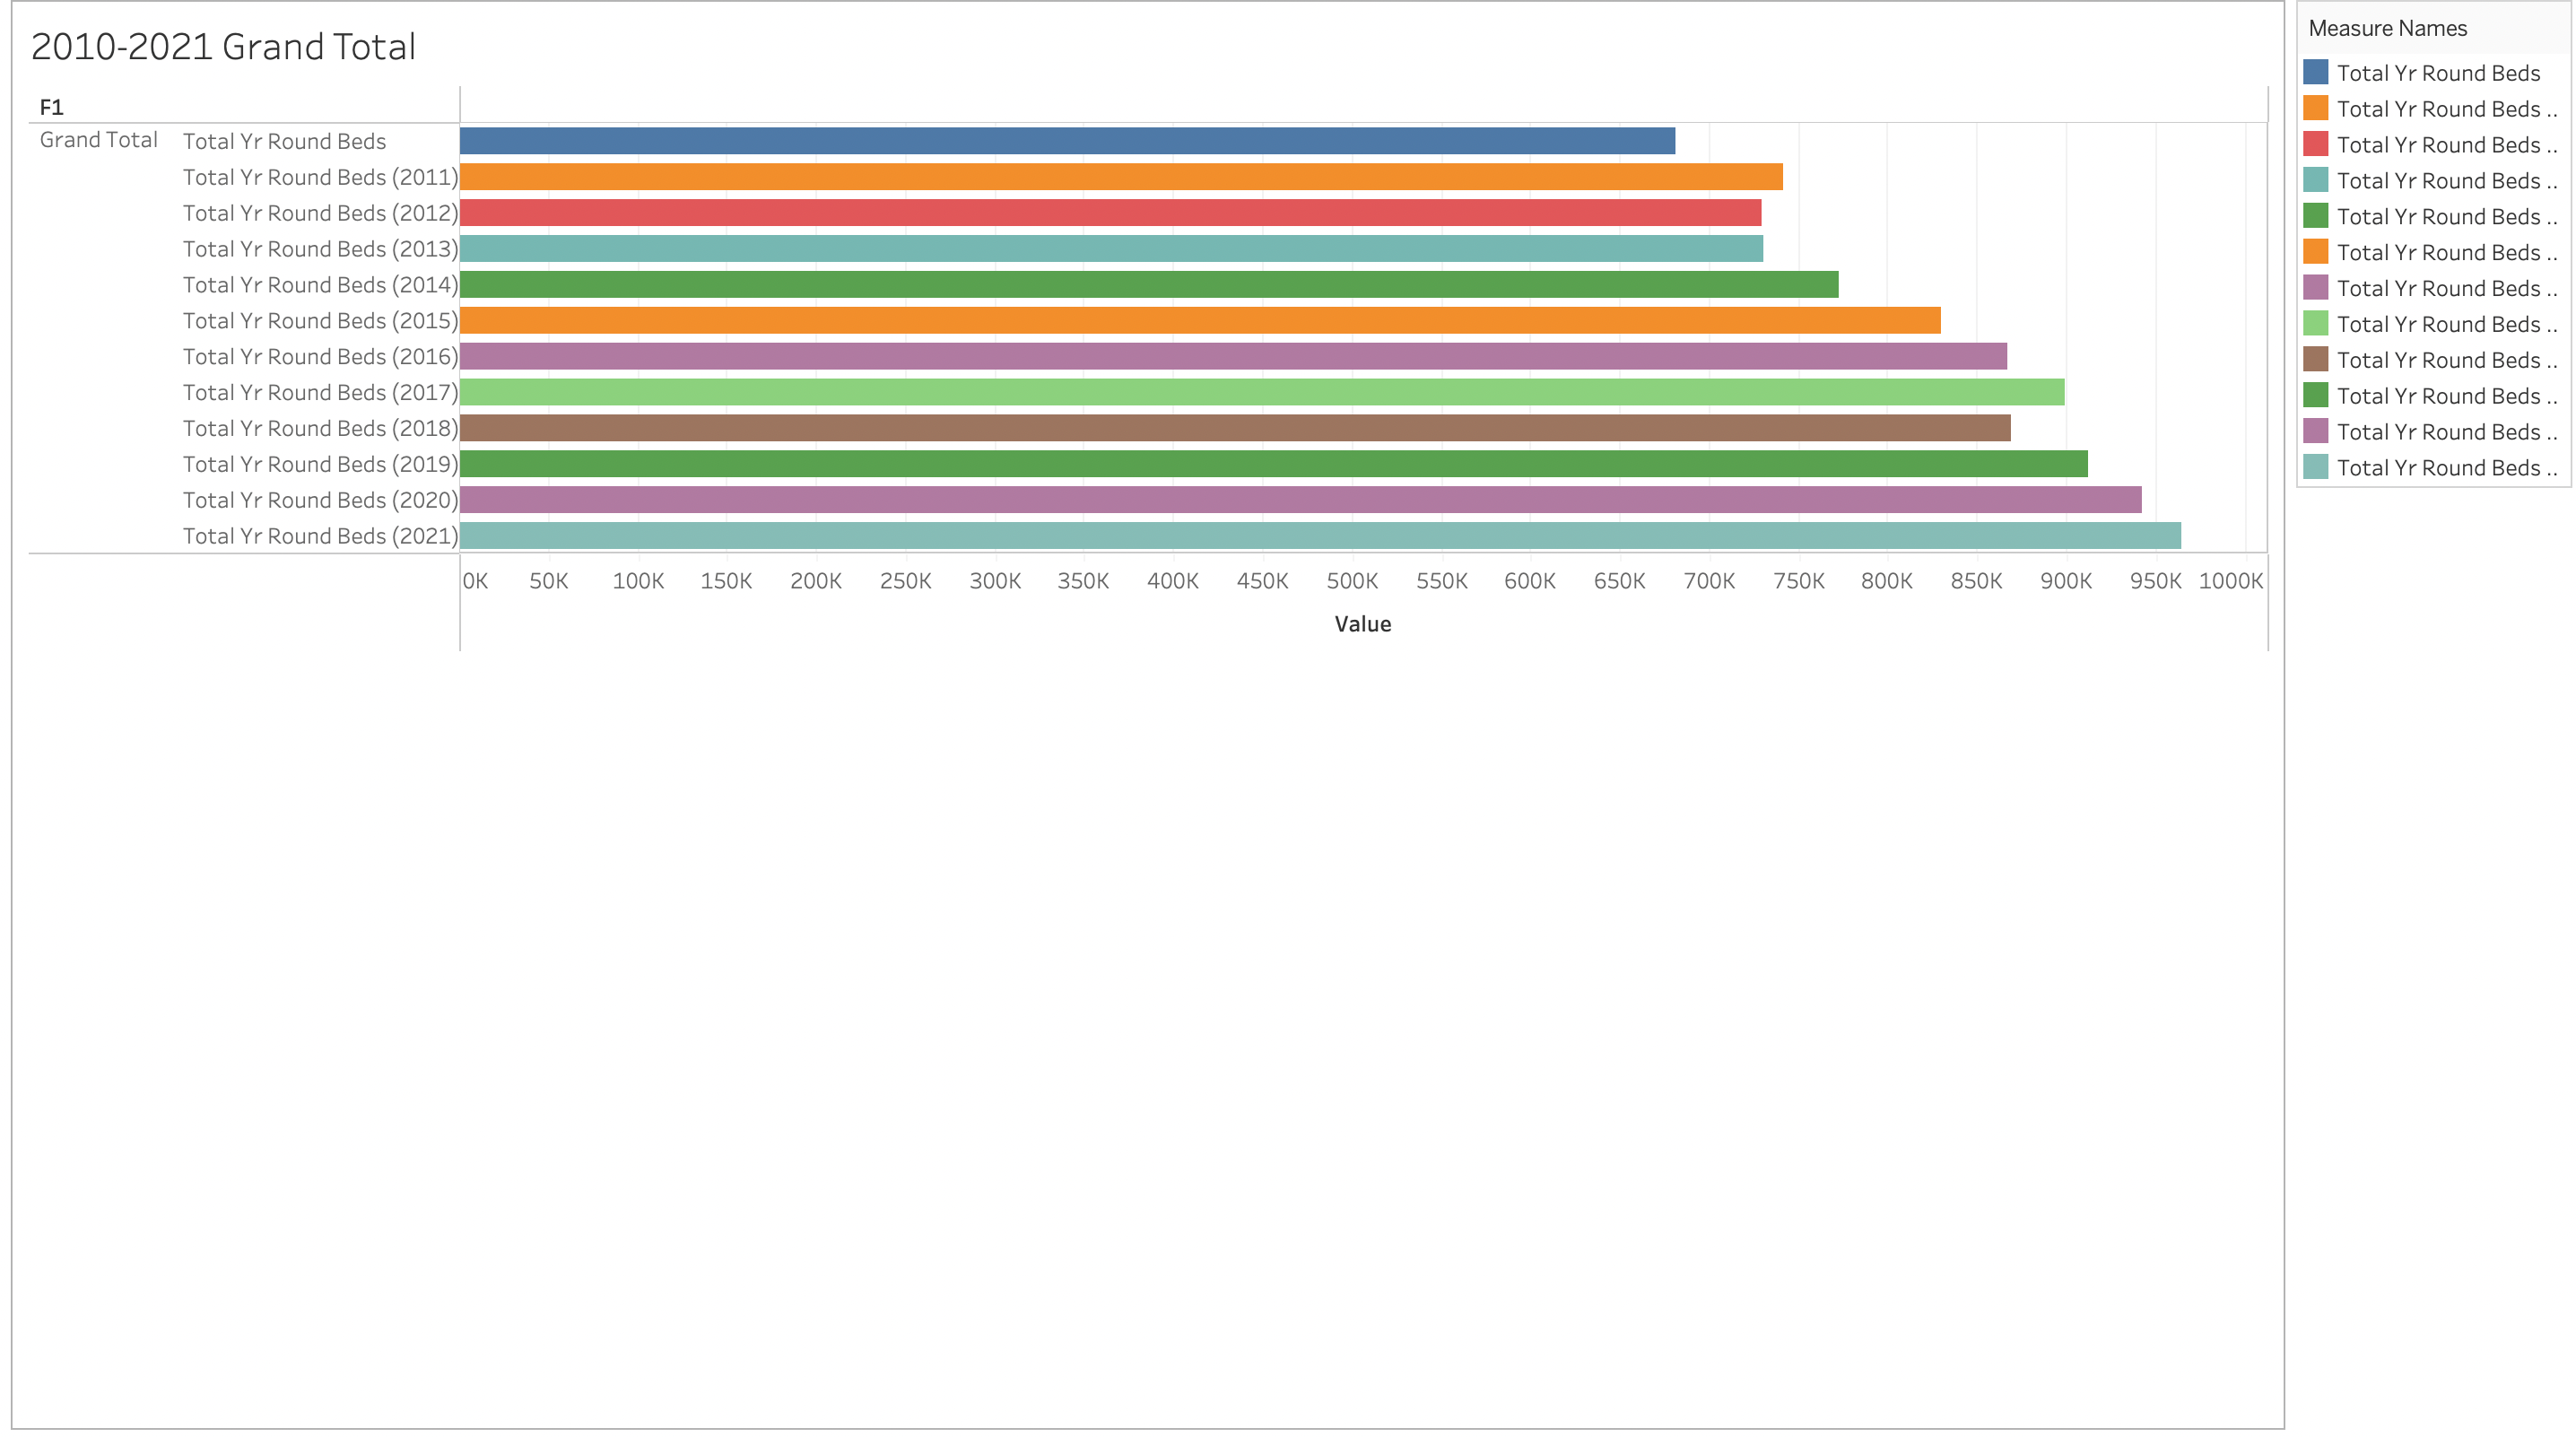 2010-2021 Grand Total
F1
Grand Total Total Yr Round Beds
Total Yr Round Beds (2011)
Total Yr Round Beds (2012)
Total Yr Round Beds (2013)
Total Yr Round Beds (2014)
Total Yr Round Beds (2015)
Total Yr Round Beds (2016)
Total Yr Round Beds (2017)
Total Yr Round Beds (2018)
Total Yr Round Beds (2019)
Total Yr Round Beds (2020)
Total Yr Round Beds (2021)
0K 50K 100K 150K 200K 250K 300K 350K 400K 450K 500K 550K 600K 650K 700K 750K 800K 850K 900K 950K 1000K
Value
Measure Names
Total Yr Round Beds
Total Yr Round Beds ..
Total Yr Round Beds ..
Total Yr Round Beds ..
Total Yr Round Beds ..
Total Yr Round Beds ..
Total Yr Round Beds ..
Total Yr Round Beds ..
Total Yr Round Beds ..
Total Yr Round Beds ..
Total Yr Round Beds ..
Total Yr Round Beds ..